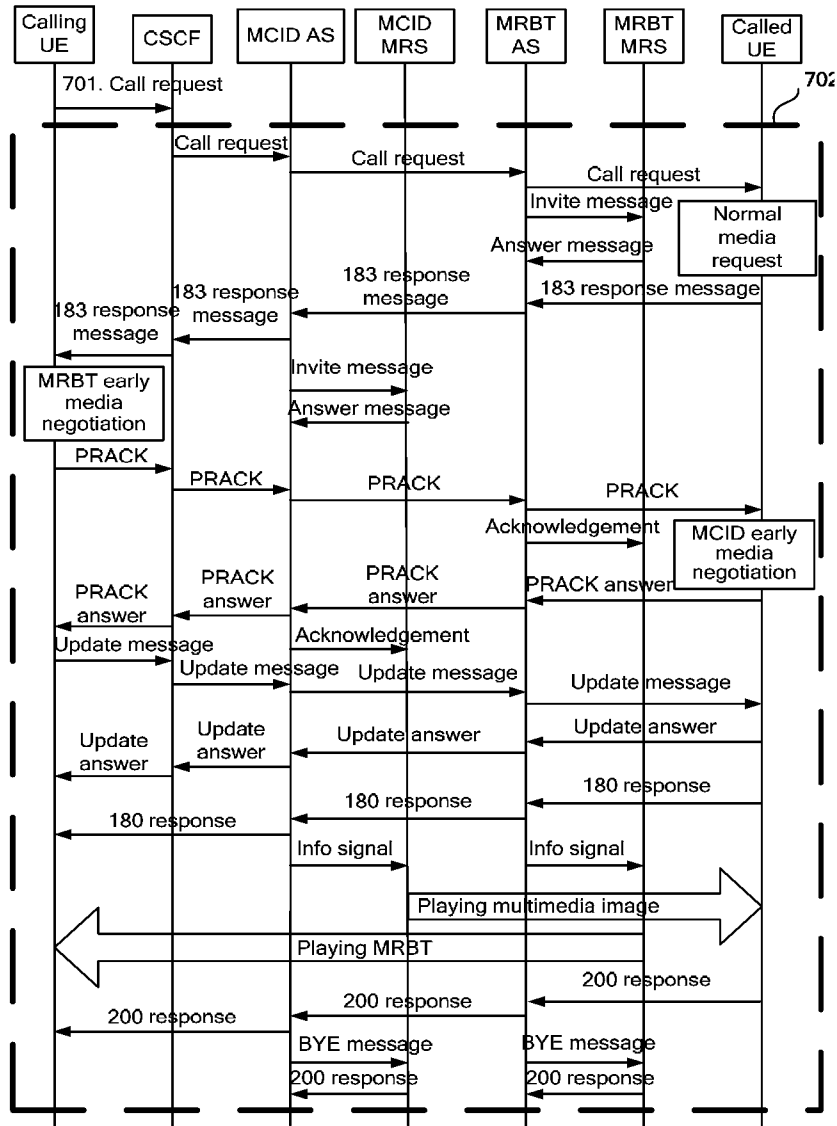 Calling
UE
CSCF
MCID AS
MCID
MRS
MRBT
AS
MRBT
MRS
Called
UE
701. Call request
702
Call request
Call request
Call request
Invite message
Normal
media
request
Answer message
183 response message
183 response
message
183 response
message
183 response
message
Invite message
MRBT early
media
negotiation
Answer message
PRACK
PRACK
PRACK
PRACK
Acknowledgement
MCID early
media
negotiation
PRACK answer
PRACK
answer
PRACK
answer
PRACK
answer
Acknowledgement
Update message
Update message
Update message
Update message
Update answer
Update answer
Update
answer
Update
answer
180 response
180 response
180 response
Info signal
Info signal
Playing multimedia image
Playing MRBT
200 response
200 response
200 response
BYE message
BYE message
200 response
200 response